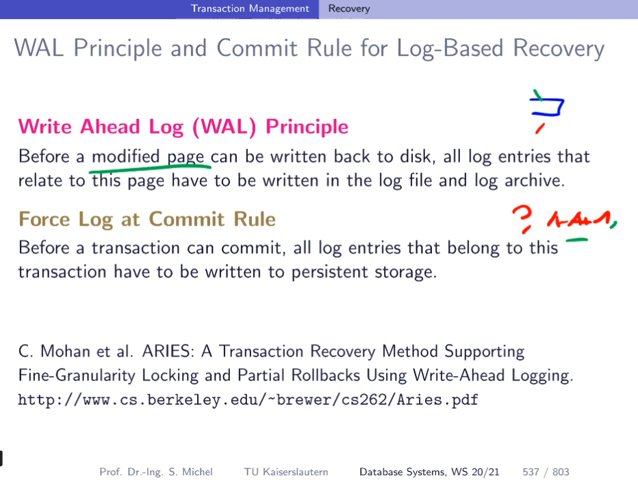 Transaction Management Recovery
WAL Principle and Commit Rule for Log-Based Recovery
Write Ahead Log (WAL) Principle
Before a modified page can be written back to disk, all log entries that
relate to this page have to be written in the log file and log archive.
Force Log at Commit Rule
Before a transaction can commit, all log entries that belong to this
transaction have to be written to persistent storage.
C. Mohan et al. ARIES: A Transaction Recovery Method Supporting
Fine-Granularity Locking and Partial Rollbacks Using Write-Ahead Logging.
http://www.cs.berkeley.edu/~brewer/cs262/Aries.pdf
Prof. Dr.-Ing. S. Michel TU Kaiserslautern Database Systems, WS 20/21 537 / 803